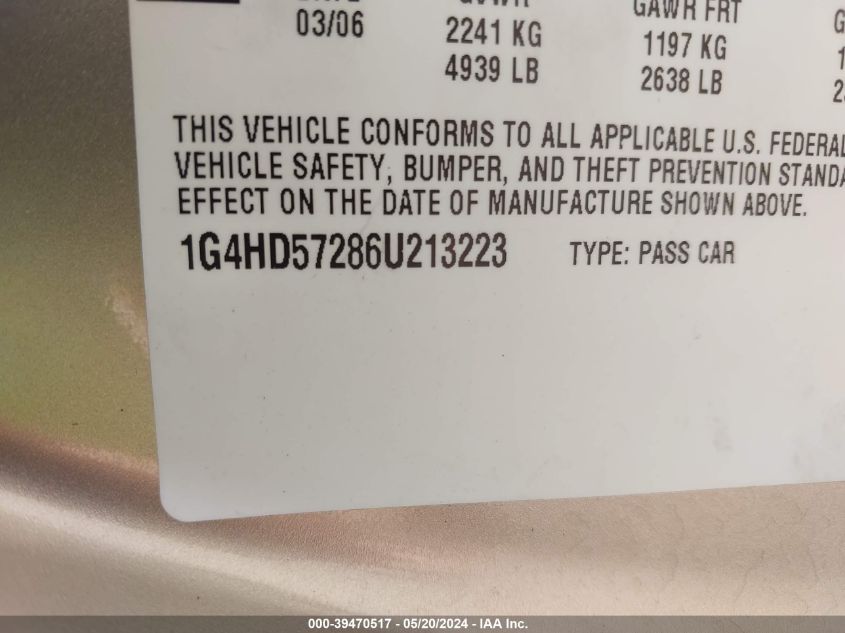 03/06 2241 KG 1197 KG
4939 LB 2638 LB
GAWR FRT
THIS VEHICLE CONFORMS TO ALL APPLICABLE U.S. FEDERAL
VEHICLE SAFETY, BUMPER, AND THEFT PREVENTION STANDA
EFFECT ON THE DATE OF MANUFACTURE SHOWN ABOVE.
1G4HD57286U213223 TYPE: PASS CAR
000-39470517 - 05/20/2024 - IAA Inc.